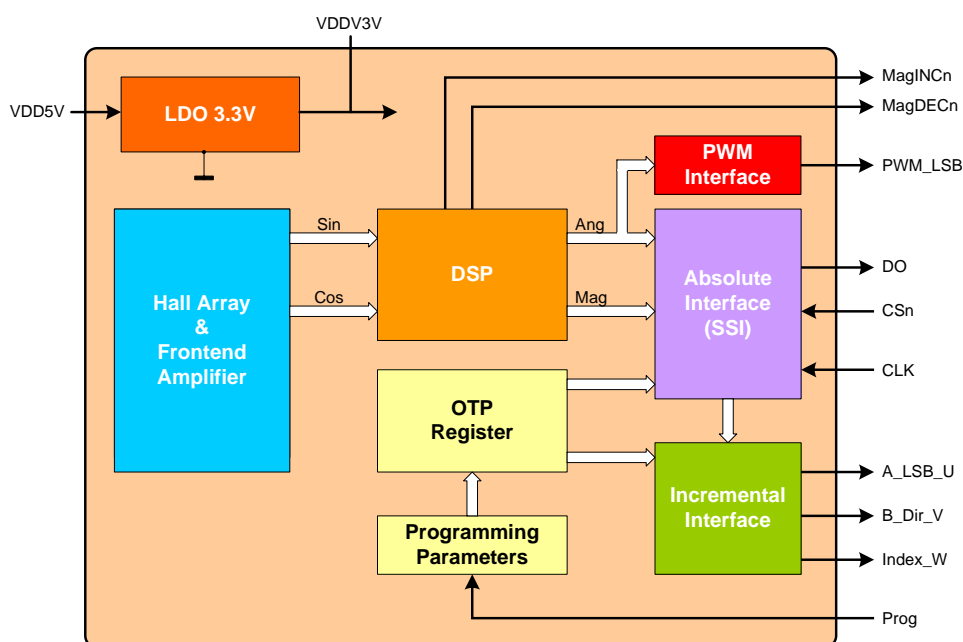 VDDV3V
VDD5V
LDO 3.3V
MagINCn
MagDECn
PWM
Interface
PWM_LSB
Hall Array
&
Frontend
Amplifier
Sin
Cos
DSP
Ang
Mag
Absolute
Interface
(SSI)
DO
CSn
CLK
OTP
Register
Programming
Parameters
Incremental
Interface
A_LSB_U
B_Dir_V
Index_W
Prog